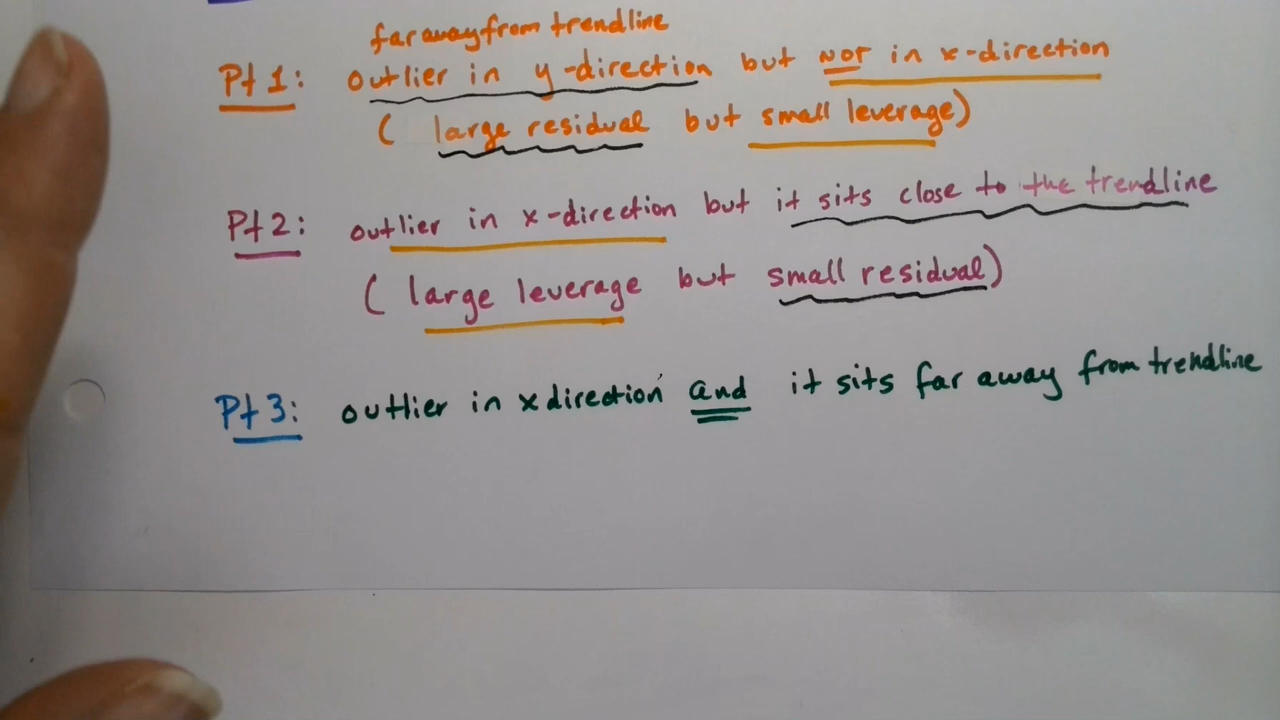 far away from trendline
Pt 1: outlier in y-direction but not in x-direction
( large residual but small leverage)
Pt 2: outlier in x-direction but it sits close to the trendline
( large leverage but small residual)
Pt 3: outlier in x direction and it sits far away from trendline